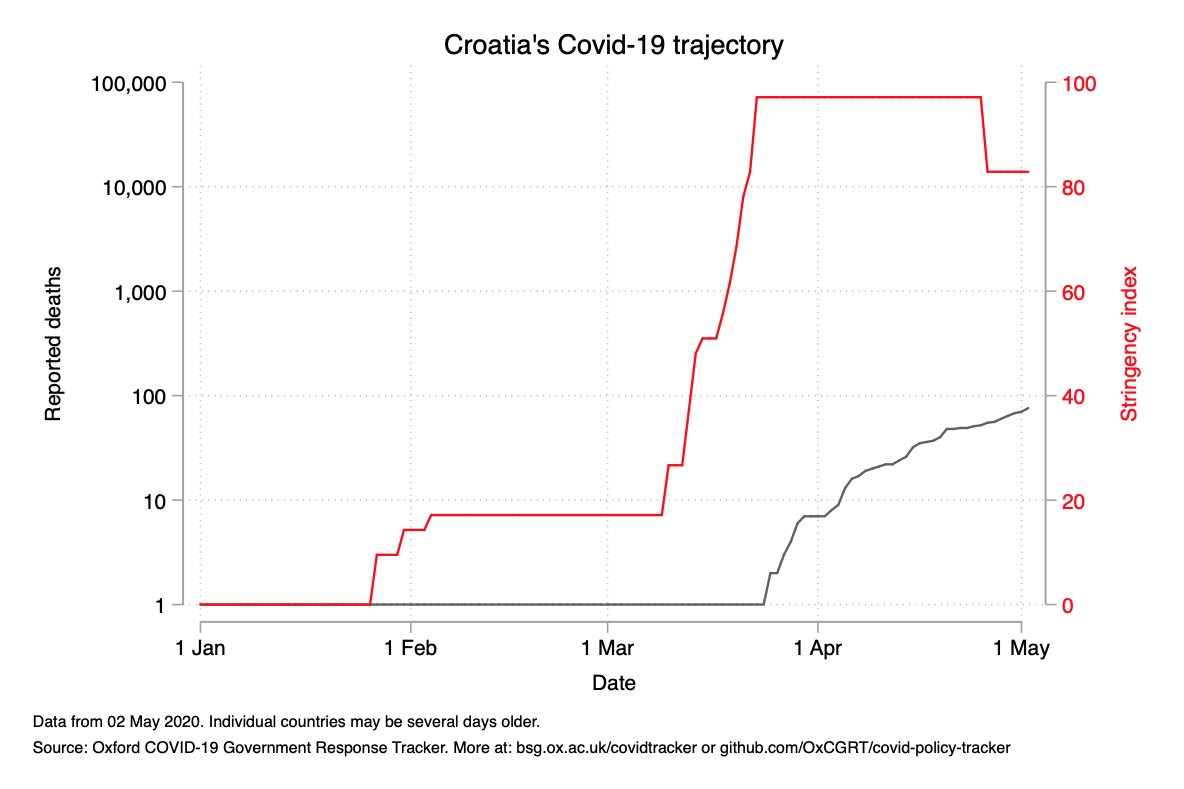 Croatia's Covid-19 trajectory
100,000
10,000
1,000
100
10
1
Reported deaths
100
80
60
40
20
0
Stringency index
1 Jan 1 Feb 1 Mar 1 Apr 1 May
Date
Data from 02 May 2020. Individual countries may be several days older.
Source: Oxford COVID-19 Government Response Tracker. More at: bsg.ox.ac.uk/covidtracker or github.com/OxCGRT/covid-policy-tracker